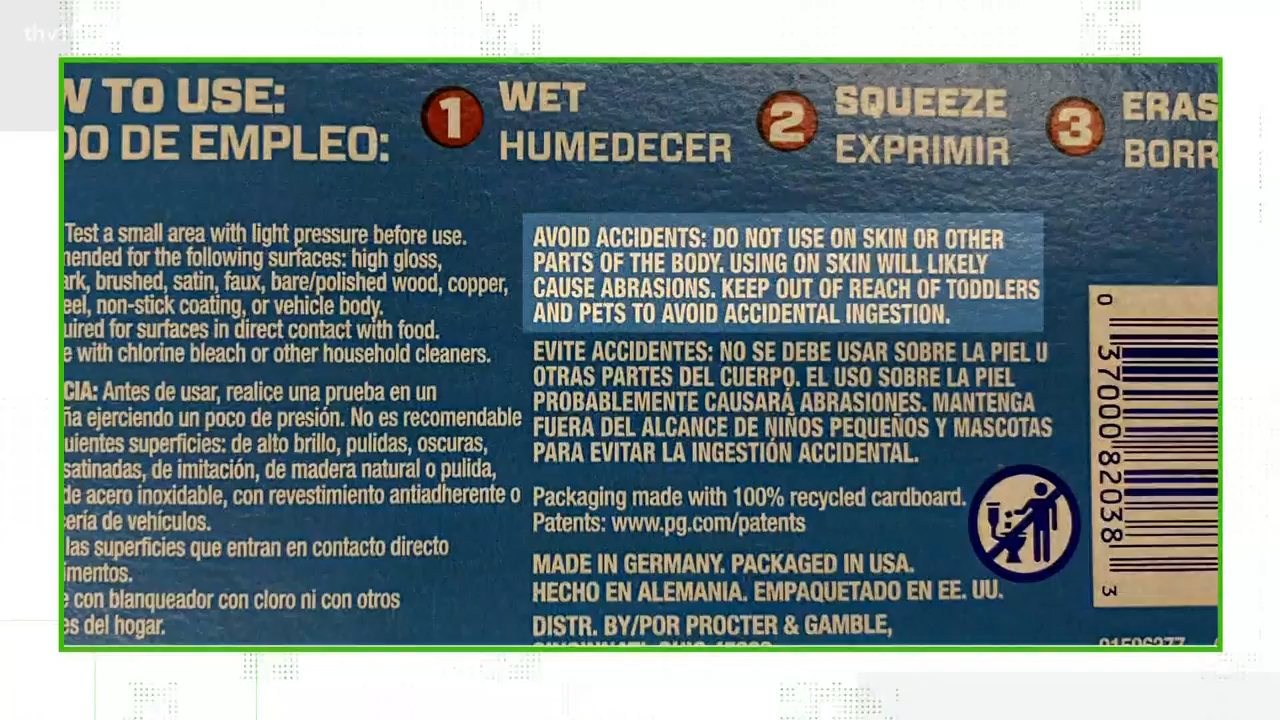 thv1
W TO USE:
DO DE EMPLEO:
1 WET
HUMEDECER
2 SQUEEZE
EXPRIMIR
3 ERAS
BORR
Test a small area with light pressure before use.
mended for the following surfaces: high gloss,
ark, brushed, satin, faux, bare/polished wood, copper,
eel, non-stick coating, or vehicle body.
uired for surfaces in direct contact with food.
e with chlorine bleach or other household cleaners.
CIA: Antes de usar, realice una prueba en un
ña ejerciendo un poco de presión. No es recomendable
uientes superficies: de alto brillo, pulidas, oscuras,
satinadas, de imitación, de madera natural o pulida,
de acero inoxidable, con revestimiento antiadherente o
cería de vehículos.
las superficies que entran en contacto directo
imentos.
e con blanqueador con cloro ni con otros
es del hogar.
AVOID ACCIDENTS: DO NOT USE ON SKIN OR OTHER
PARTS OF THE BODY. USING ON SKIN WILL LIKELY
CAUSE ABRASIONS. KEEP OUT OF REACH OF TODDLERS
AND PETS TO AVOID ACCIDENTAL INGESTION.
EVITE ACCIDENTES: NO SE DEBE USAR SOBRE LA PIEL U
OTRAS PARTES DEL CUERPO. EL USO SOBRE LA PIEL
PROBABLEMENTE CAUSARÁ ABRASIONES. MANTENGA
FUERA DEL ALCANCE DE NIÑOS PEQUEÑOS Y MASCOTAS
PARA EVITAR LA INGESTIÓN ACCIDENTAL.
Packaging made with 100% recycled cardboard.
Patents: www.pg.com/patents
MADE IN GERMANY. PACKAGED IN USA.
HECHO EN ALEMANIA. EMPAQUETADO EN EE. UU.
DISTR. BY/POR PROCTER & GAMBLE,
0 37000 82038 3